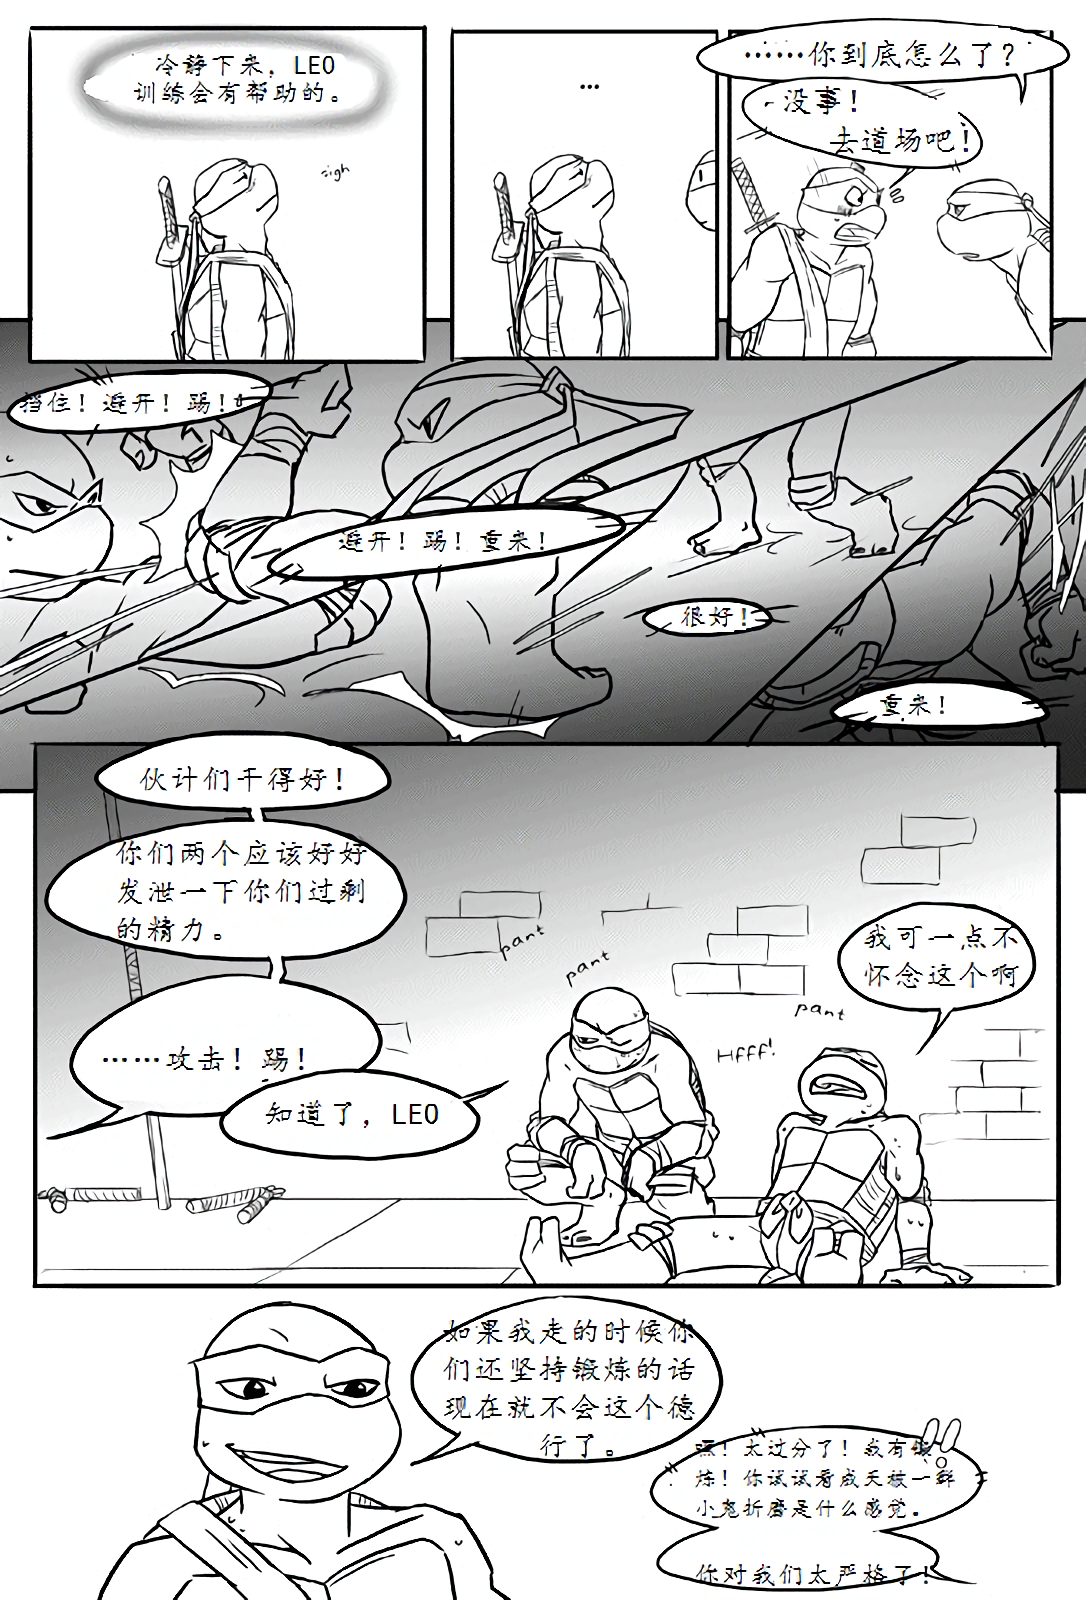 冷静下来，LEO
训练会有帮助的。
sigh
…
……你到底怎么了？
没事！
去道场吧！
挡住！避开！踢！
避开！踢！重来！
很好！
重来！
伙计们干得好！
你们两个应该好好
发泄一下你们过剩
的精力。
……攻击！踢！
知道了，LEO
pant
pant
pant
Hfff!
我可一点不
怀念这个啊
如果我走的时候你
们还坚持锻炼的话
现在就不会这个德
行了。
嘿！太过分了！我有锻
炼！你试试看成天被一群
小鬼折磨是什么感觉。
你对我们太严格了！